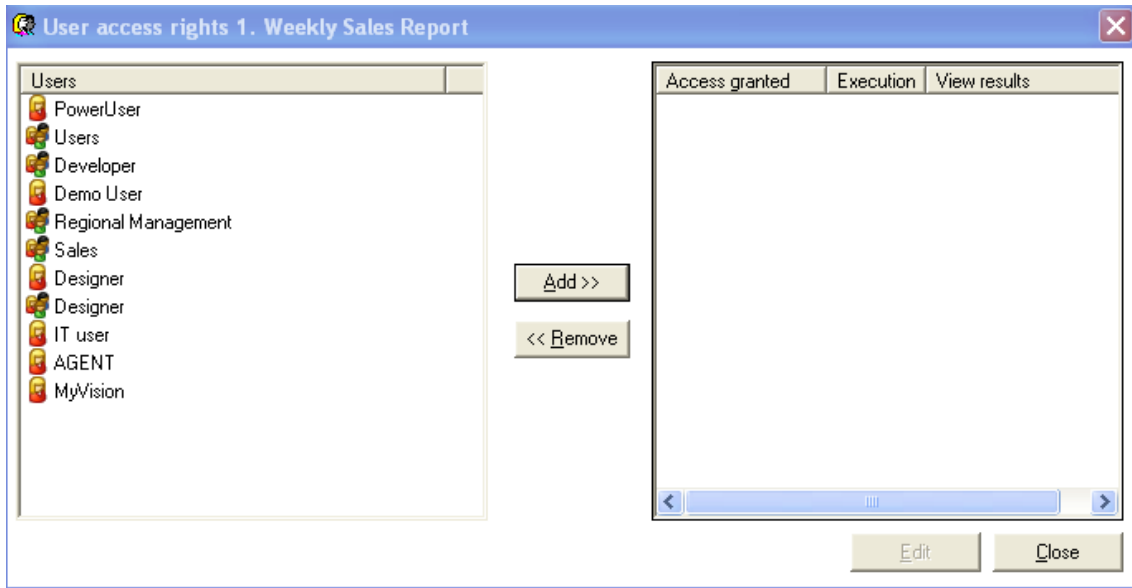 User access rights 1. Weekly Sales Report
Users
PowerUser
Users
Developer
Demo User
Regional Management
Sales
Designer
Designer
IT user
AGENT
MyVision
Add >>
<< Remove
Access granted Execution View results
Edit Close